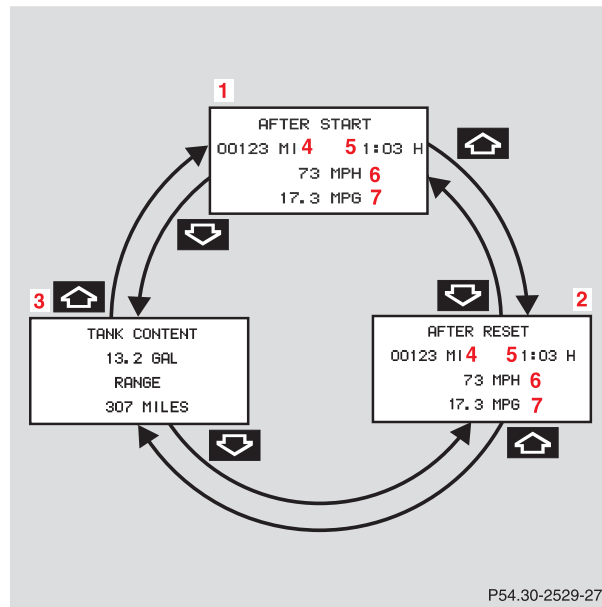 1
AFTER START
00123 MI 4 5 1:03 H
73 MPH 6
17.3 MPG 7
3
TANK CONTENT
13.2 GAL
RANGE
307 MILES
2
AFTER RESET
00123 MI 4 5 1:03 H
73 MPH 6
17.3 MPG 7
P54.30-2529-27